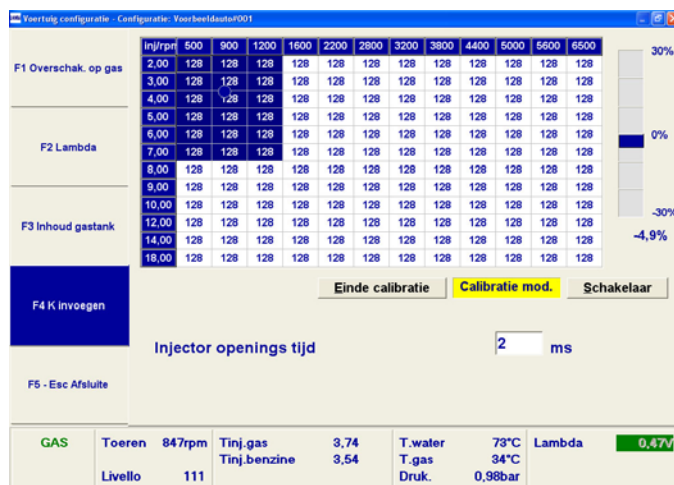 Voertuig configuratie - Configuratie: Voorbeeldauto#001
F1 Overschak. op gas
F2 Lambda
F3 Inhoud gastank
F4 K invoegen
F5 - Esc Afsluite
inj/rpm 500 900 1200 1600 2200 2800 3200 3800 4400 5000 5600 6500
2,00 128 128 128 128 128 128 128 128 128 128 128 128
3,00 128 128 128 128 128 128 128 128 128 128 128 128
4,00 128 128 128 128 128 128 128 128 128 128 128 128
5,00 128 128 128 128 128 128 128 128 128 128 128 128
6,00 128 128 128 128 128 128 128 128 128 128 128 128
7,00 128 128 128 128 128 128 128 128 128 128 128 128
8,00 128 128 128 128 128 128 128 128 128 128 128 128
9,00 128 128 128 128 128 128 128 128 128 128 128 128
10,00 128 128 128 128 128 128 128 128 128 128 128 128
12,00 128 128 128 128 128 128 128 128 128 128 128 128
14,00 128 128 128 128 128 128 128 128 128 128 128 128
18,00 128 128 128 128 128 128 128 128 128 128 128 128
30%
0%
-30%
-4,9%
Einde calibratie Calibratie mod. Schakelaar
Injector openings tijd 2 ms
GAS Toeren 847rpm Tinj.gas 3,74 T.water 73°C Lambda 0,47V
Tinj.benzine 3,54 T.gas 34°C
Livello 111 Druk. 0,98bar